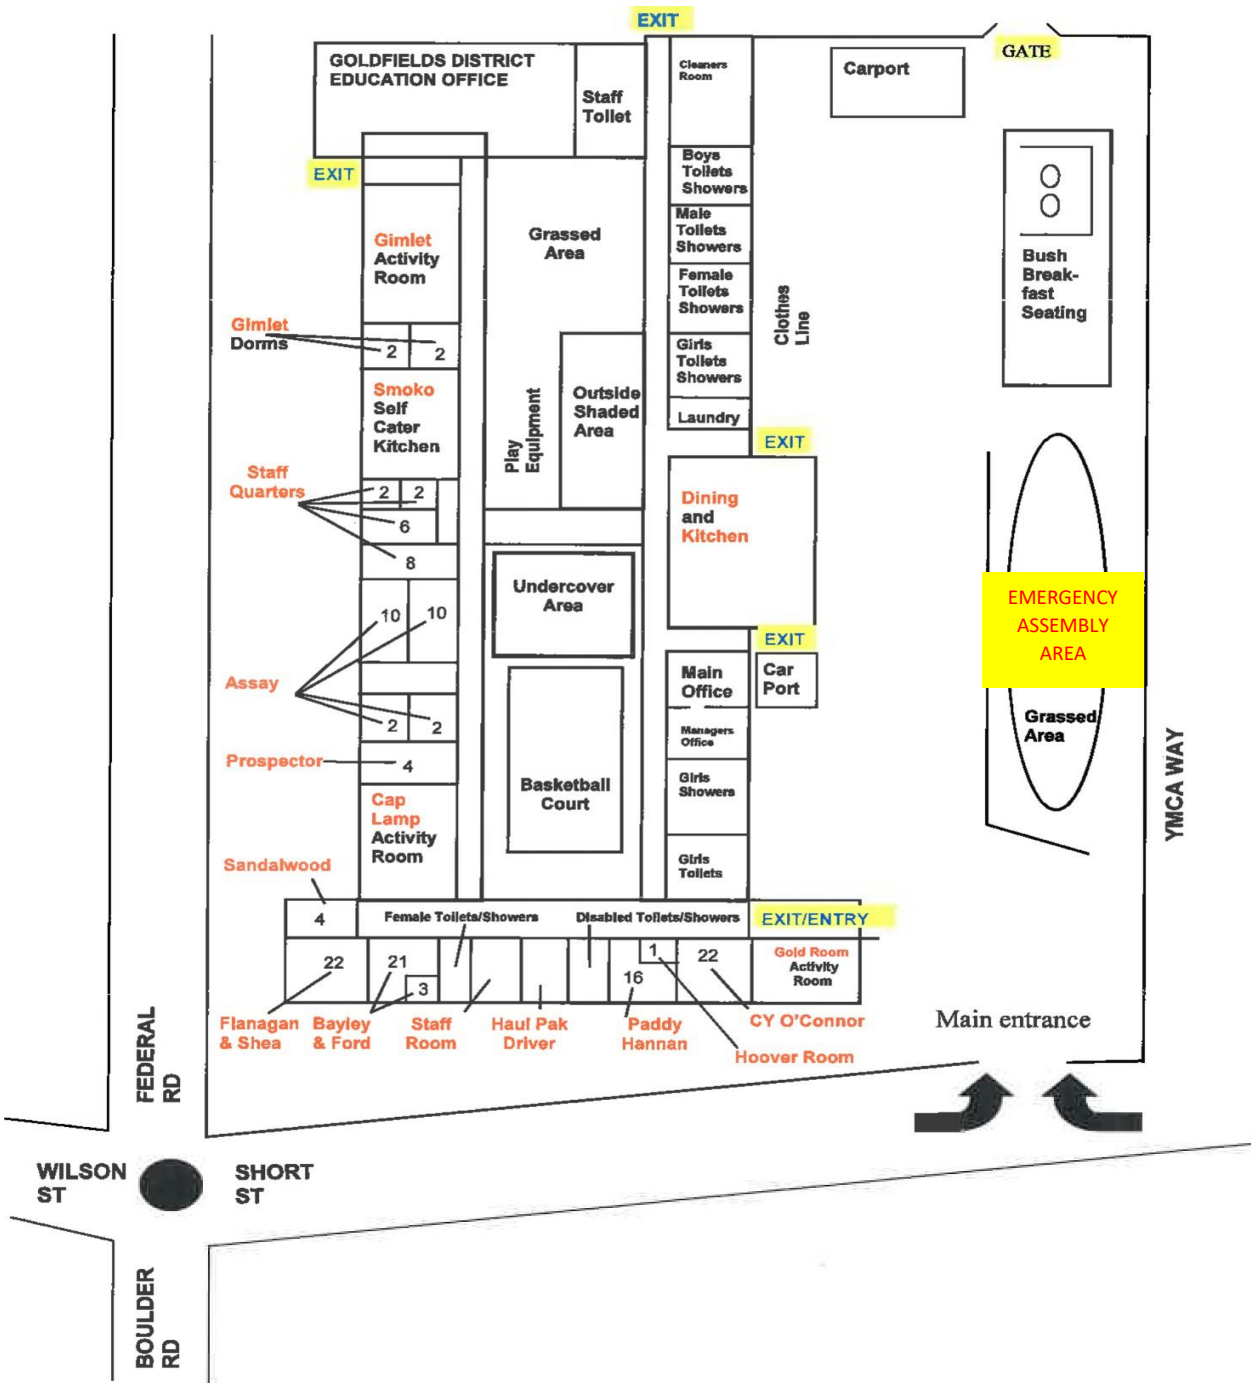 EXIT
GATE
GOLDFIELDS DISTRICT
EDUCATION OFFICE
Staff
Toilet
Cleaners
Room
Carport
EXIT
Boys
Toilets
Showers
Male
Toilets
Showers
Female
Toilets
Showers
Girls
Toilets
Showers
Laundry
Gimlet
Activity
Room
Grassed
Area
Clothes
Line
Bush
Break-
fast
Seating
Gimlet
Dorms
2
2
Smoko
Self
Cater
Kitchen
Play
Equipment
Outside
Shaded
Area
EXIT
Staff
Quarters
2
2
6
8
Dining
and
Kitchen
Undercover
Area
EMERGENCY
ASSEMBLY
AREA
10
10
EXIT
Assay
2
2
Main
Office
Car
Port
Managers
Office
Grassed
Area
YMCA WAY
Prospector
4
Basketball
Court
Girls
Showers
Cap
Lamp
Activity
Room
Girls
Toilets
Sandalwood
4
Female Toilets/Showers
Disabled Toilets/Showers
EXIT/ENTRY
22
21
3
16
1
22
Gold Room
Activity
Room
Flanagan
& Shea
Bayley
& Ford
Staff
Room
Haul Pak
Driver
Paddy
Hannan
CY O'Connor
Hoover Room
Main entrance
FEDERAL
RD
WILSON
ST
SHORT
ST
BOULDER
RD